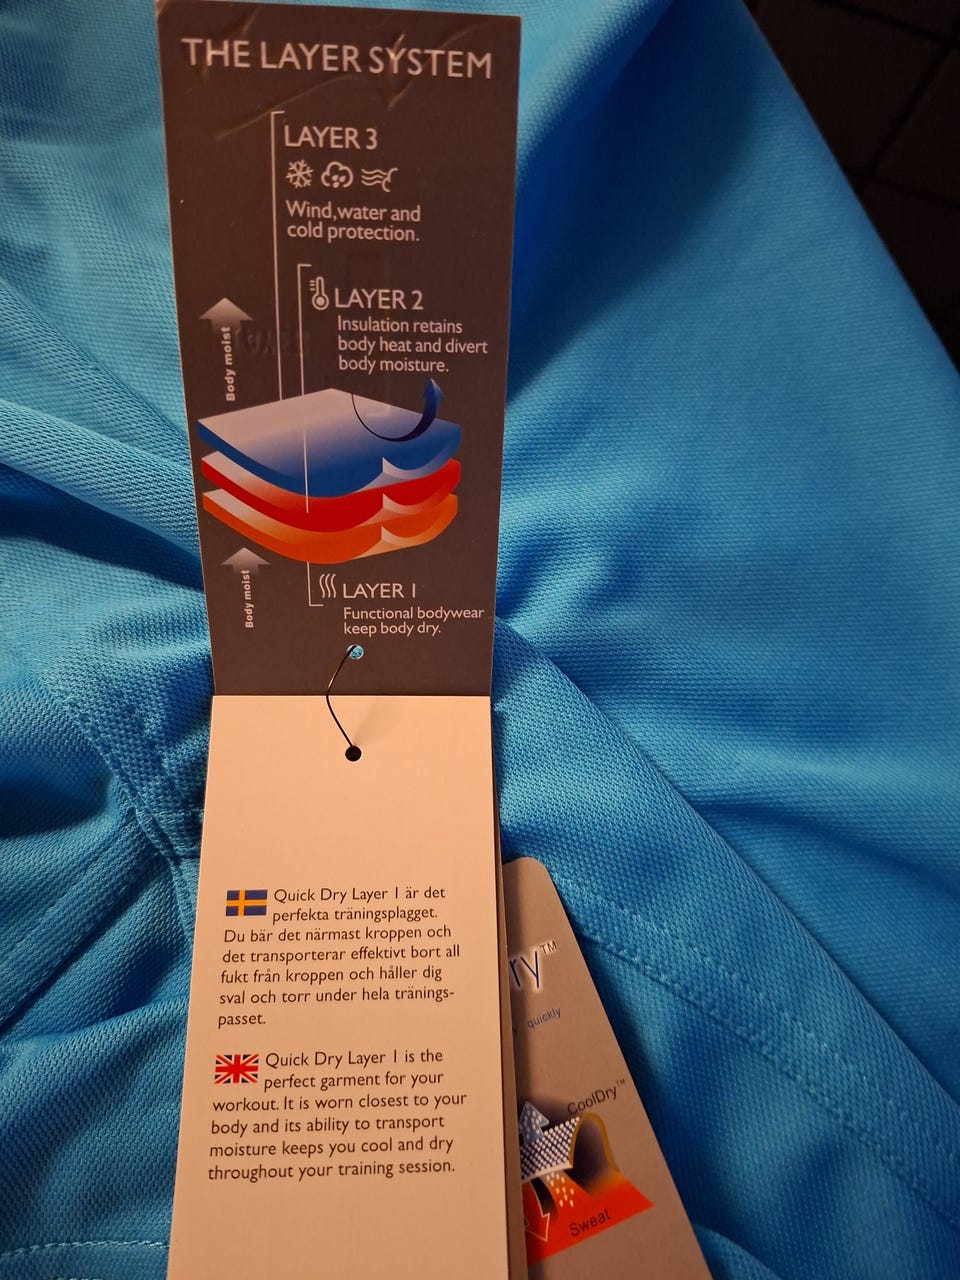 THE LAYER SYSTEM
LAYER 3
Wind, water and
cold protection.
LAYER 2
Insulation retains
body heat and divert
body moisture.
Body moist
Body moist
LAYER 1
Functional bodywear
keep body dry.
Quick Dry Layer 1 är det
perfekta träningsplagget.
Du bär det närmast kroppen och
det transporterar effektivt bort all
fukt från kroppen och håller dig
sval och torr under hela tränings-
passet.
Quick Dry Layer 1 is the
perfect garment for your
workout. It is worn closest to your
body and its ability to transport
moisture keeps you cool and dry
throughout your training session.
ry™
quickly
CoolDry™
Sweat